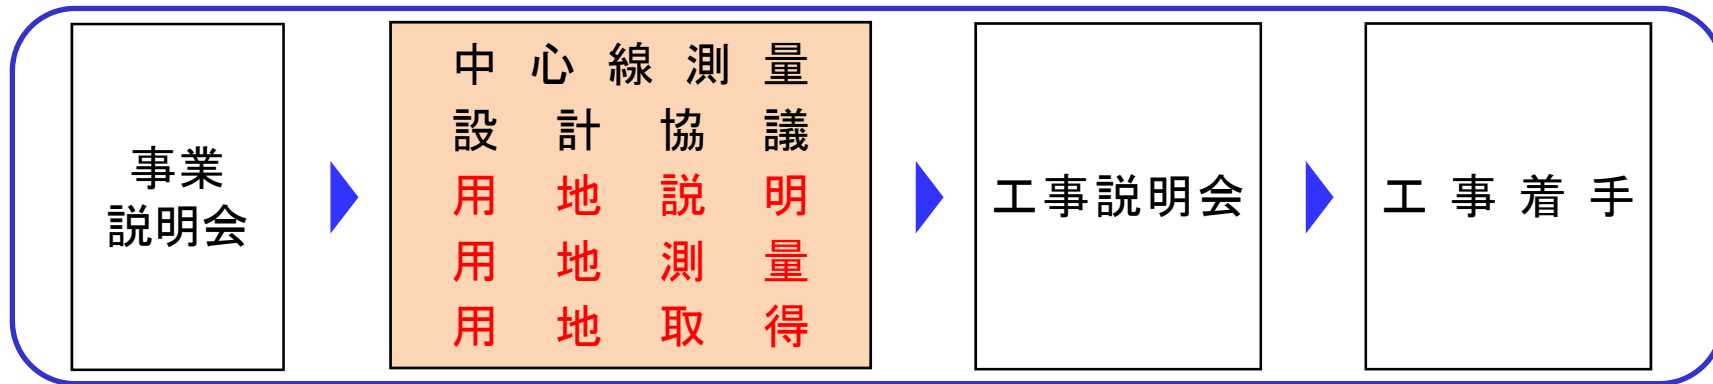 事業
説明会
中心線測量
設計協議
用地説明
用地測量
用地取得
工事説明会
工事着手